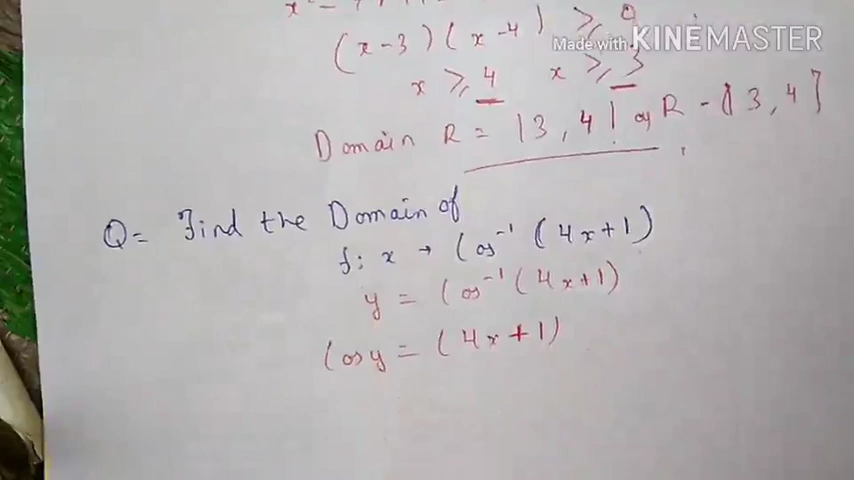 (x-3)(x-4) ≥ 0
Made with KINEMASTER
x ≥ 4 x ≥ 3
Domain R = [3,4] or R - [3,4]
Q= Find the Domain of
f: x → Cos⁻¹ (4x+1)
y = Cos⁻¹ (4x+1)
Cosy = (4x+1)